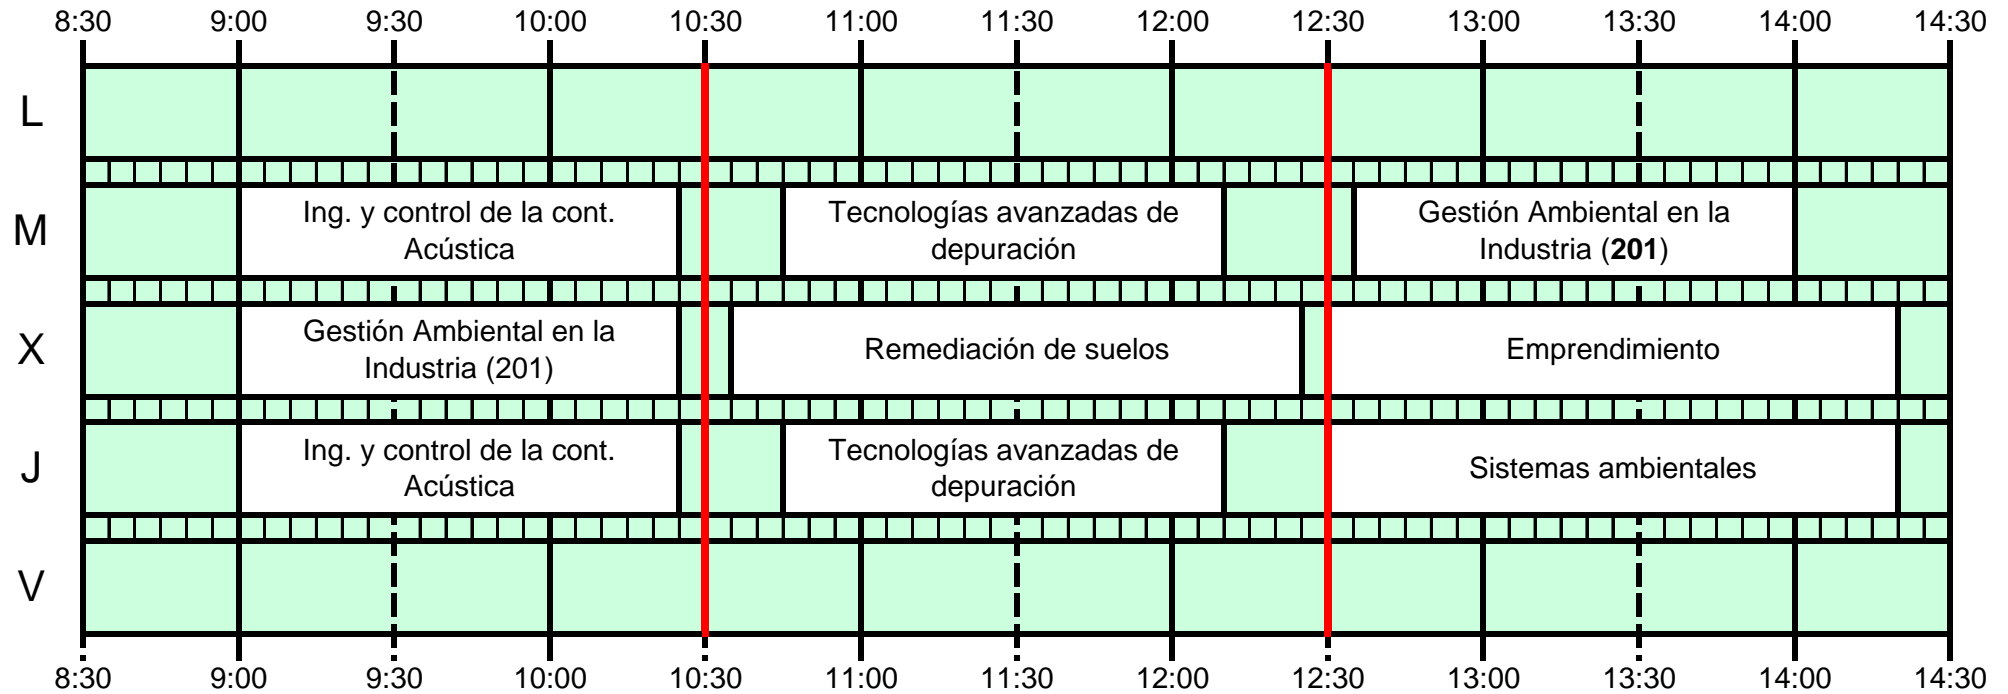 8:30 9:00 9:30 10:00 10:30 11:00 11:30 12:00 12:30 13:00 13:30 14:00 14:30
L
M
Ing. y control de la cont.
Acústica
Tecnologías avanzadas de
depuración
Gestión Ambiental en la
Industria (201)
X
Gestión Ambiental en la
Industria (201)
Remediación de suelos
Emprendimiento
J
Ing. y control de la cont.
Acústica
Tecnologías avanzadas de
depuración
Sistemas ambientales
V
8:30 9:00 9:30 10:00 10:30 11:00 11:30 12:00 12:30 13:00 13:30 14:00 14:30